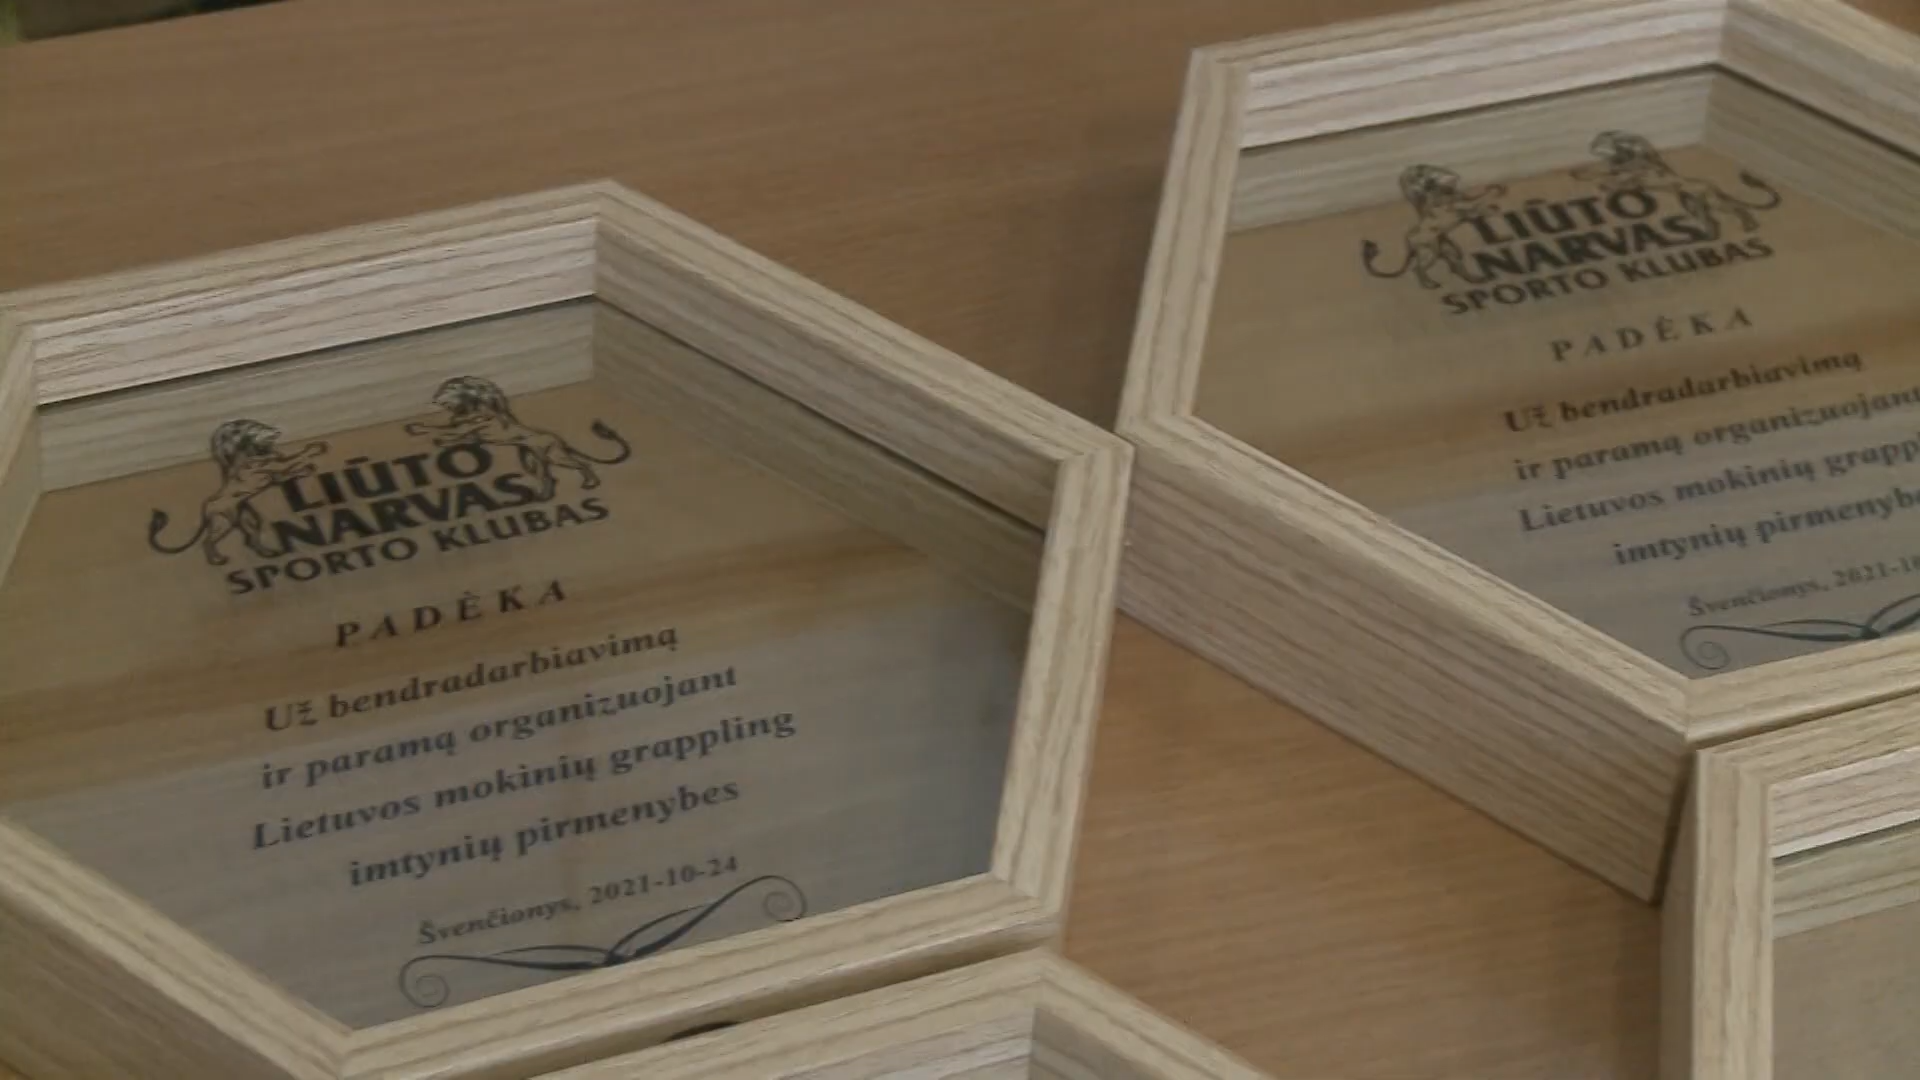 LIŪTO
NARVAS
SPORTO KLUBAS
PADĖKA
Už bendradarbiavimą
ir paramą organizuojant
Lietuvos mokinių grappling
imtynių pirmenybes
Švenčionys, 2021-10-24
LIŪTO
NARVAS
SPORTO KLUBAS
PADĖKA
Už bendradarbiavimą
ir paramą organizuojant
Lietuvos mokinių
imtynių
Švenčionys,